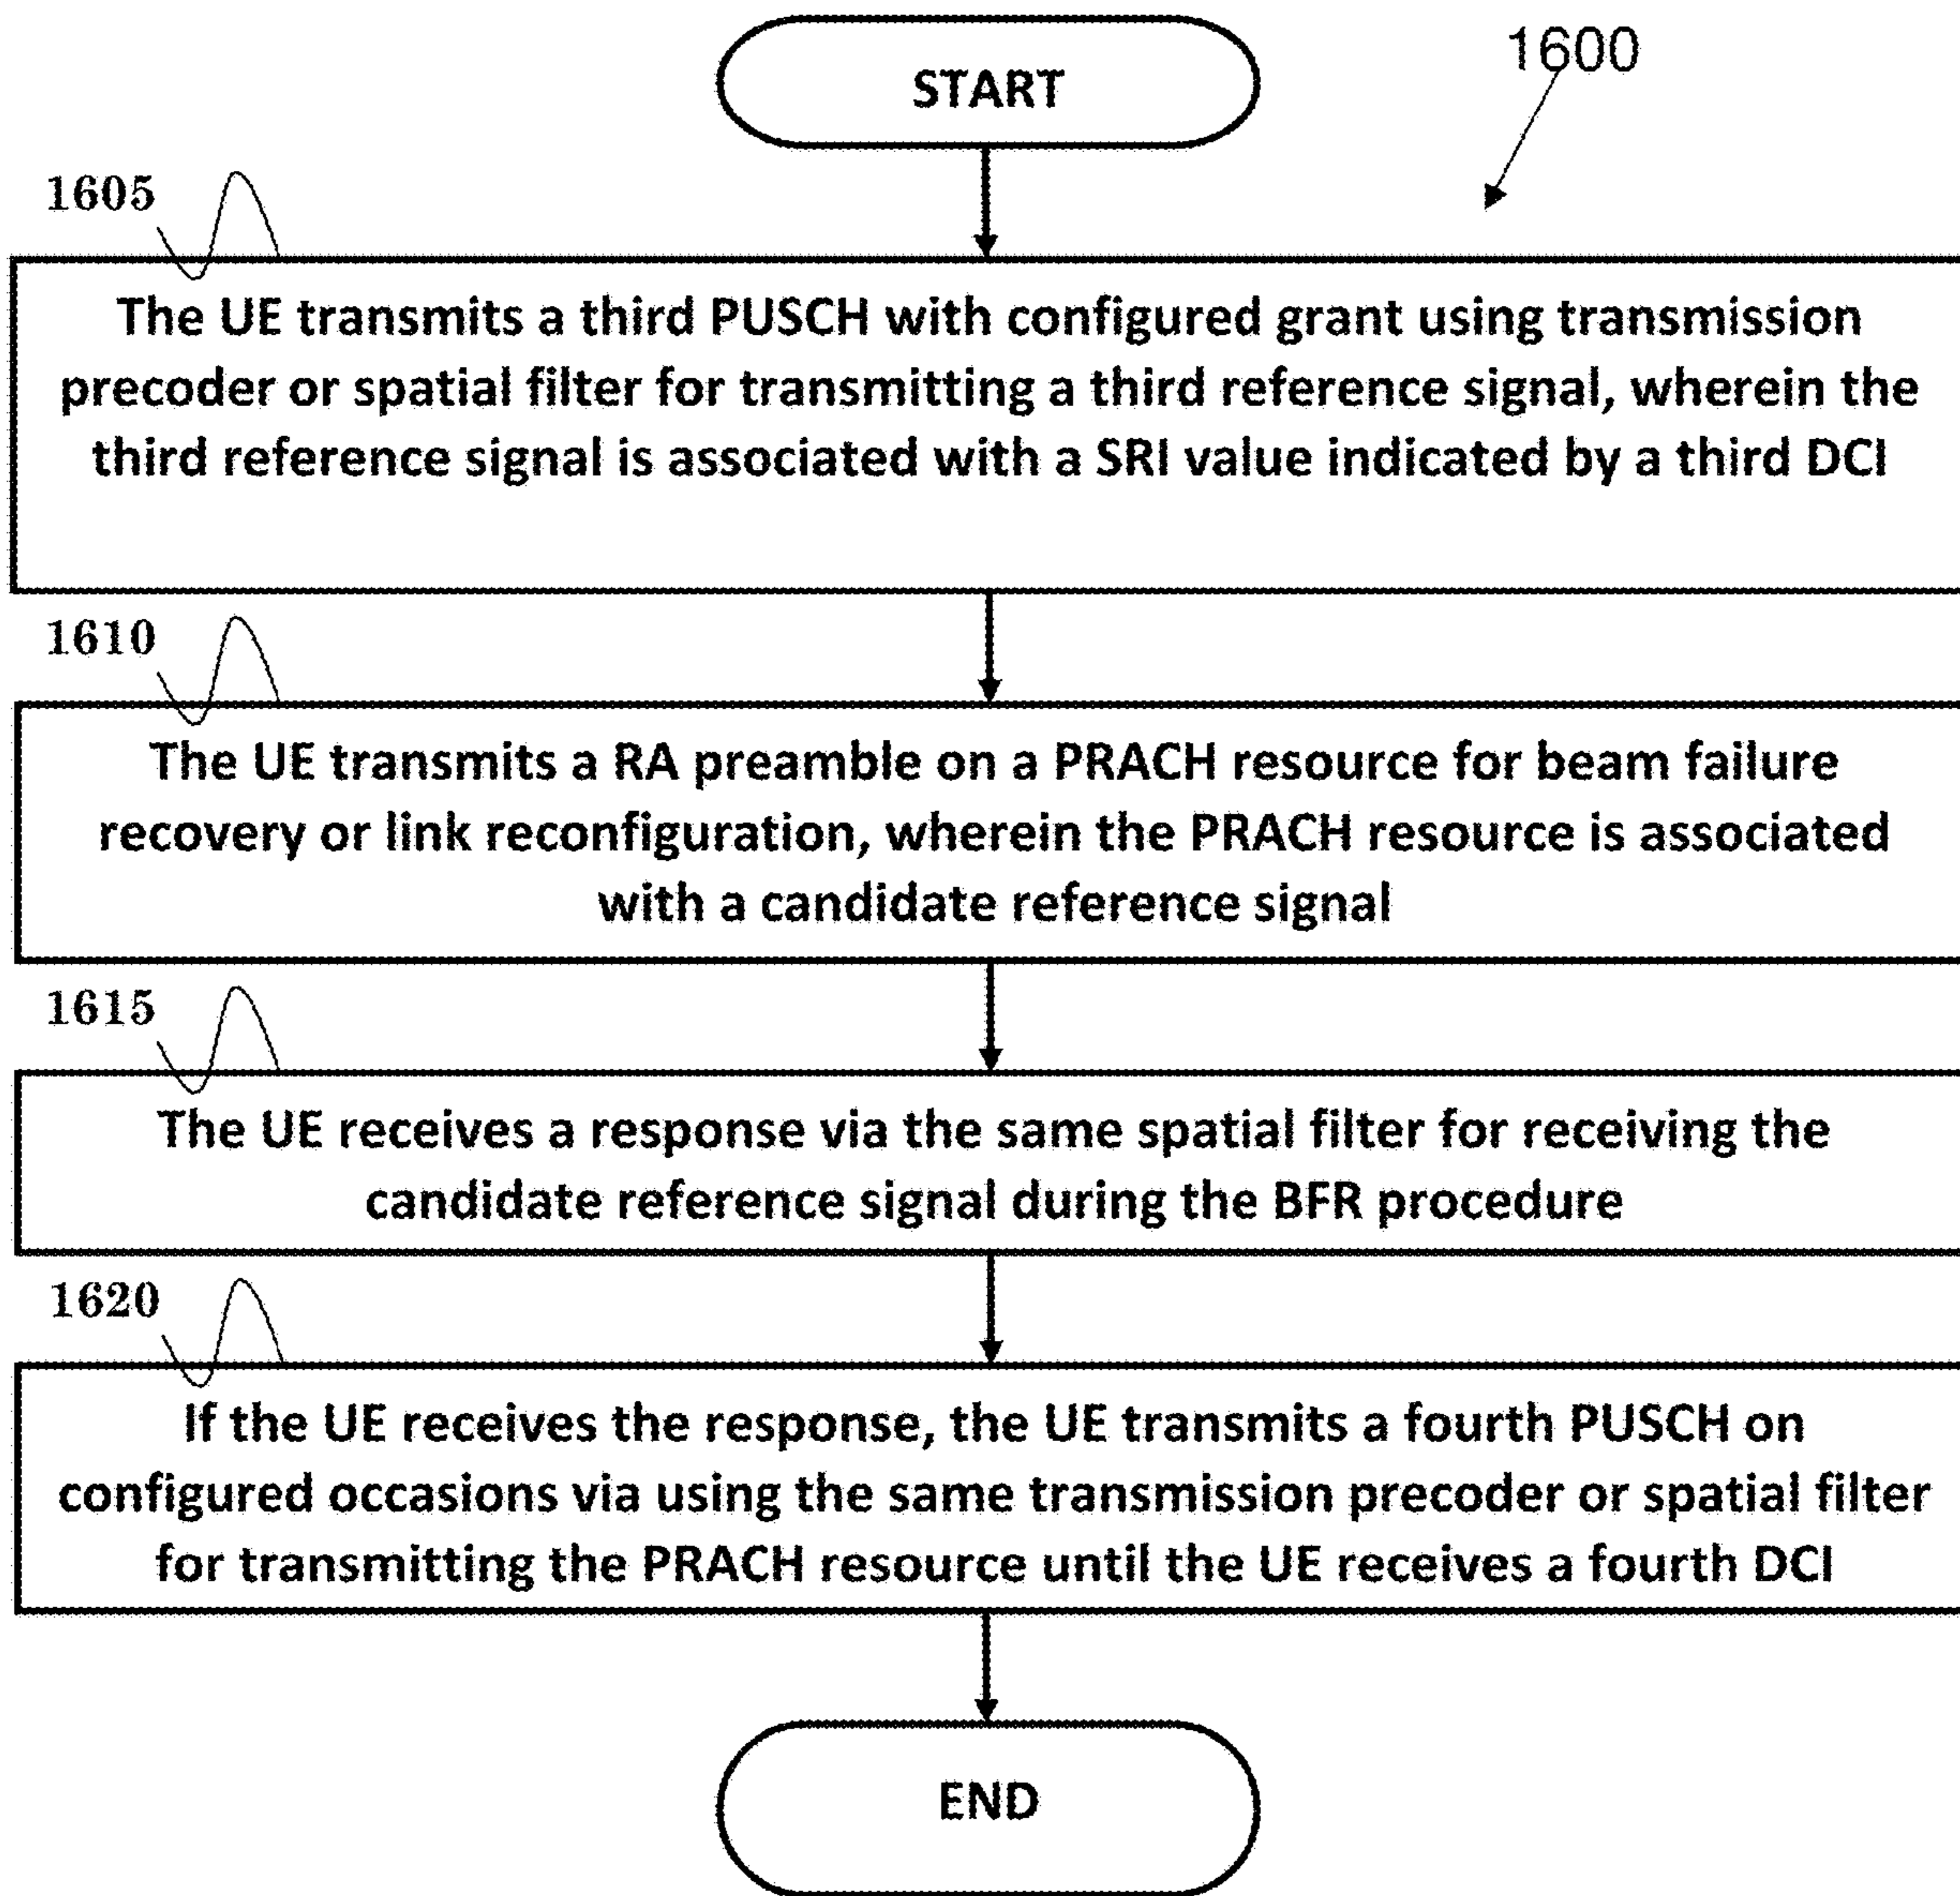 START
1600
1605
The UE transmits a third PUSCH with configured grant using transmission
precoder or spatial filter for transmitting a third reference signal, wherein the
third reference signal is associated with a SRI value indicated by a third DCI
1610
The UE transmits a RA preamble on a PRACH resource for beam failure
recovery or link reconfiguration, wherein the PRACH resource is associated
with a candidate reference signal
1615
The UE receives a response via the same spatial filter for receiving the
candidate reference signal during the BFR procedure
1620
If the UE receives the response, the UE transmits a fourth PUSCH on
configured occasions via using the same transmission precoder or spatial filter
for transmitting the PRACH resource until the UE receives a fourth DCI
END